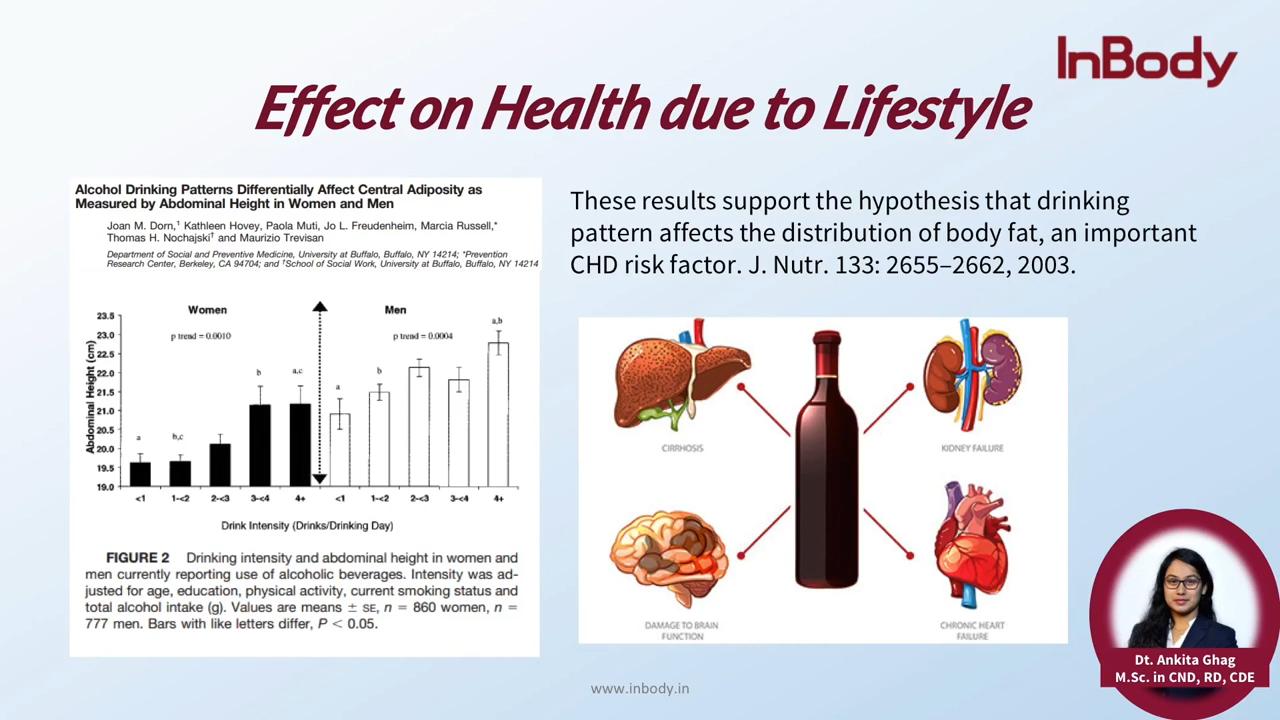 InBody
Effect on Health due to Lifestyle
Alcohol Drinking Patterns Differentially Affect Central Adiposity as
Measured by Abdominal Height in Women and Men
Joan M. Dorn,† Kathleen Hovey, Paola Muti, Jo L. Freudenheim, Marcia Russell,*
Thomas H. Nochajski† and Maurizio Trevisan
Department of Social and Preventive Medicine, University at Buffalo, Buffalo, NY 14214; *Prevention
Research Center, Berkeley, CA 94704; and †School of Social Work, University at Buffalo, Buffalo, NY 14214
Women
Men
p trend = 0.0010
p trend = 0.0004
Abdominal Height (cm)
23.5
23.0
22.5
22.0
21.5
21.0
20.5
20.0
19.5
19.0
a
b,c
b
a,c
a
b
a,b
<1 1-<2 2-<3 3-<4 4+ <1 1-<2 2-<3 3-<4 4+
Drink Intensity (Drinks/Drinking Day)
FIGURE 2 Drinking intensity and abdominal height in women and
men currently reporting use of alcoholic beverages. Intensity was ad-
justed for age, education, physical activity, current smoking status and
total alcohol intake (g). Values are means ± SE, n = 860 women, n =
777 men. Bars with like letters differ, P < 0.05.
These results support the hypothesis that drinking
pattern affects the distribution of body fat, an important
CHD risk factor. J. Nutr. 133: 2655–2662, 2003.
CIRRHOSIS
KIDNEY FAILURE
DAMAGE TO BRAIN
FUNCTION
CHRONIC HEART
FAILURE
Dt. Ankita Ghag
M.Sc. in CND, RD, CDE
www.inbody.in